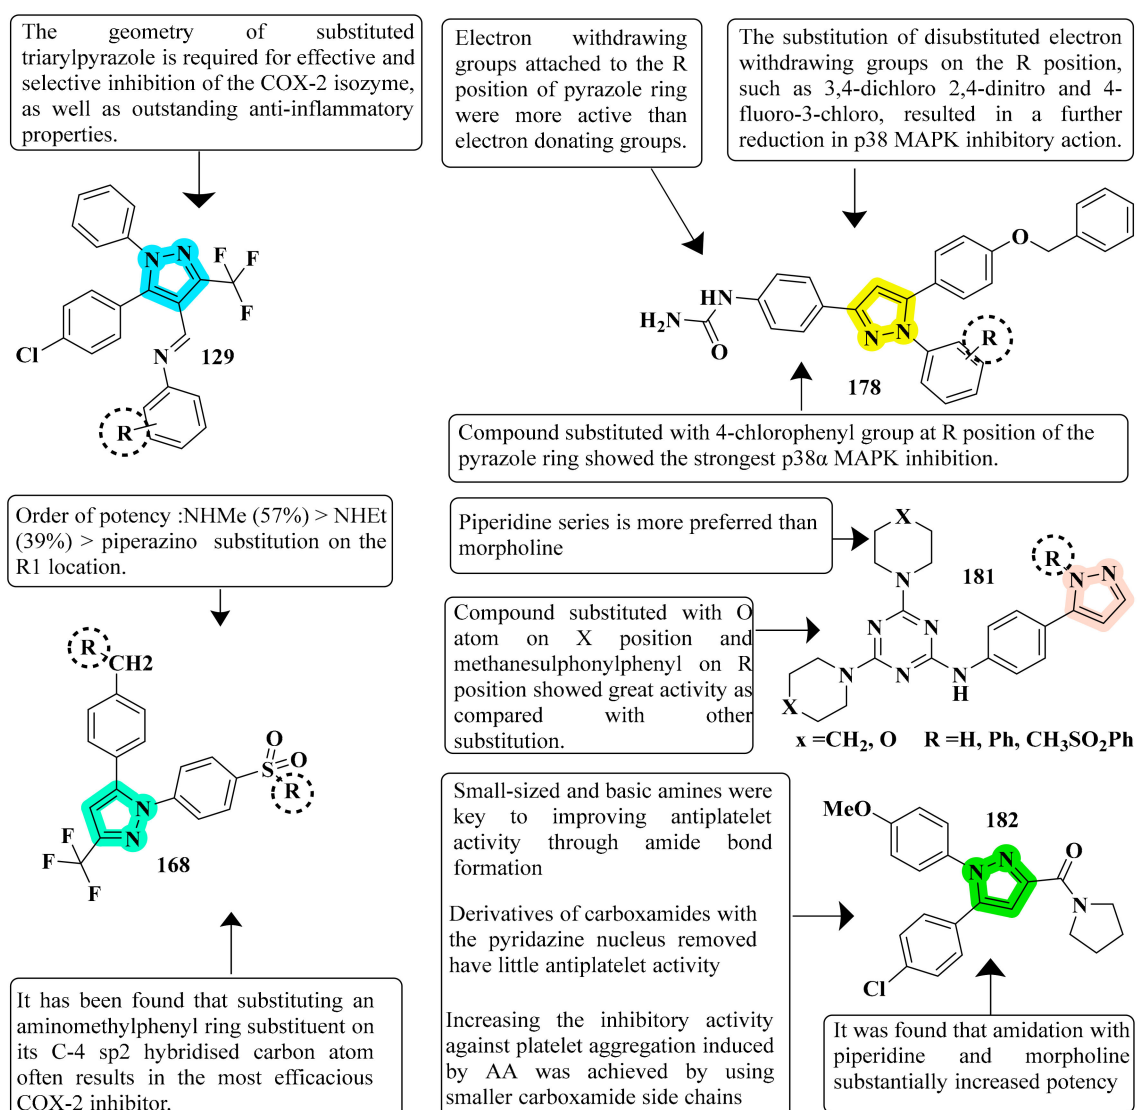 The geometry of substituted
triarylpyrazole is required for effective and
selective inhibition of the COX-2 isozyme,
as well as outstanding anti-inflammatory
properties.
Electron withdrawing
groups attached to the R
position of pyrazole ring
were more active than
electron donating groups.
The substitution of disubstituted electron
withdrawing groups on the R position,
such as 3,4-dichloro 2,4-dinitro and 4-
fluoro-3-chloro, resulted in a further
reduction in p38 MAPK inhibitory action.
N N
F F
F
Cl
N
129
R
O
HN
H₂N
O
N N
R
178
Compound substituted with 4-chlorophenyl group at R position of the
pyrazole ring showed the strongest p38α MAPK inhibition.
Order of potency :NHMe (57%) > NHEt
(39%) > piperazino substitution on the
R1 location.
Piperidine series is more preferred than
morpholine
Compound substituted with O
atom on X position and
methanesulphonylphenyl on R
position showed great activity as
compared with other
substitution.
X
N
181
R
N N
N N
N
N
X
N
H
x =CH₂, O R =H, Ph, CH3SO₂Ph
R
CH2
O
S O
R
N
N
F
F
F
168
It has been found that substituting an
aminomethylphenyl ring substituent on
its C-4 sp2 hybridised carbon atom
often results in the most efficacious
COX-2 inhibitor.
Small-sized and basic amines were
key to improving antiplatelet
activity through amide bond
formation
Derivatives of carboxamides with
the pyridazine nucleus removed
have little antiplatelet activity
Increasing the inhibitory activity
against platelet aggregation induced
by AA was achieved by using
smaller carboxamide side chains
MeO
182
N N
O
N
Cl
It was found that amidation with
piperidine and morpholine
substantially increased potency